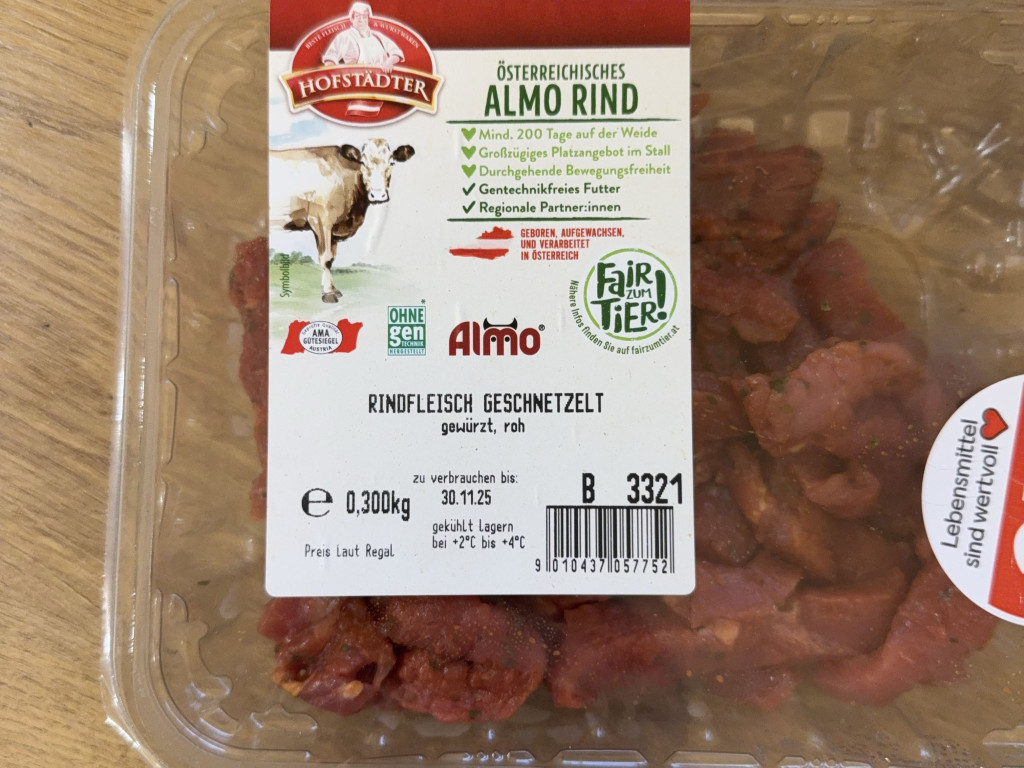 BESTE FLEISCH- & WURSTWAREN
HOFSTÄDTER
ÖSTERREICHISCHES
ALMO RIND
Mind. 200 Tage auf der Weide
Großzügiges Platzangebot im Stall
Durchgehende Bewegungsfreiheit
✓ Gentechnikfreies Futter
✓ Regionale Partner:innen
GEBOREN, AUFGEWACHSEN,
UND VERARBEITET
IN ÖSTERREICH
Symbolbild
FAIR
ZUM
TIER!
Nähere Infos finden Sie auf fairzumtier.at
AMA
GÜTESIEGEL
AUSTRIA
OHNE
gen
TECHNIK
HERGESTELLT
Almo®
RINDFLEISCH GESCHNETZELT
gewürzt, roh
zu verbrauchen bis:
30.11.25
℮ 0,300kg
gekühlt lagern
bei +2°C bis +4°C
Preis Laut Regal
B 3321
9 010437 057752
Lebensmittel
sind wertvoll